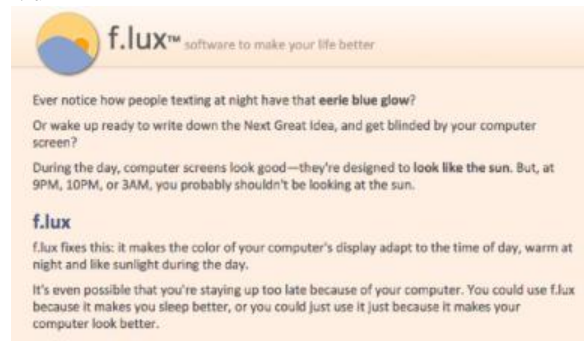 f.lux™ software to make your life better
Ever notice how people texting at night have that eerie blue glow?
Or wake up ready to write down the Next Great Idea, and get blinded by your computer
screen?
During the day, computer screens look good—they're designed to look like the sun. But, at
9PM, 10PM, or 3AM, you probably shouldn't be looking at the sun.
f.lux
f.lux fixes this: it makes the color of your computer's display adapt to the time of day, warm at
night and like sunlight during the day.
It's even possible that you're staying up too late because of your computer. You could use f.lux
because it makes you sleep better, or you could just use it just because it makes your
computer look better.